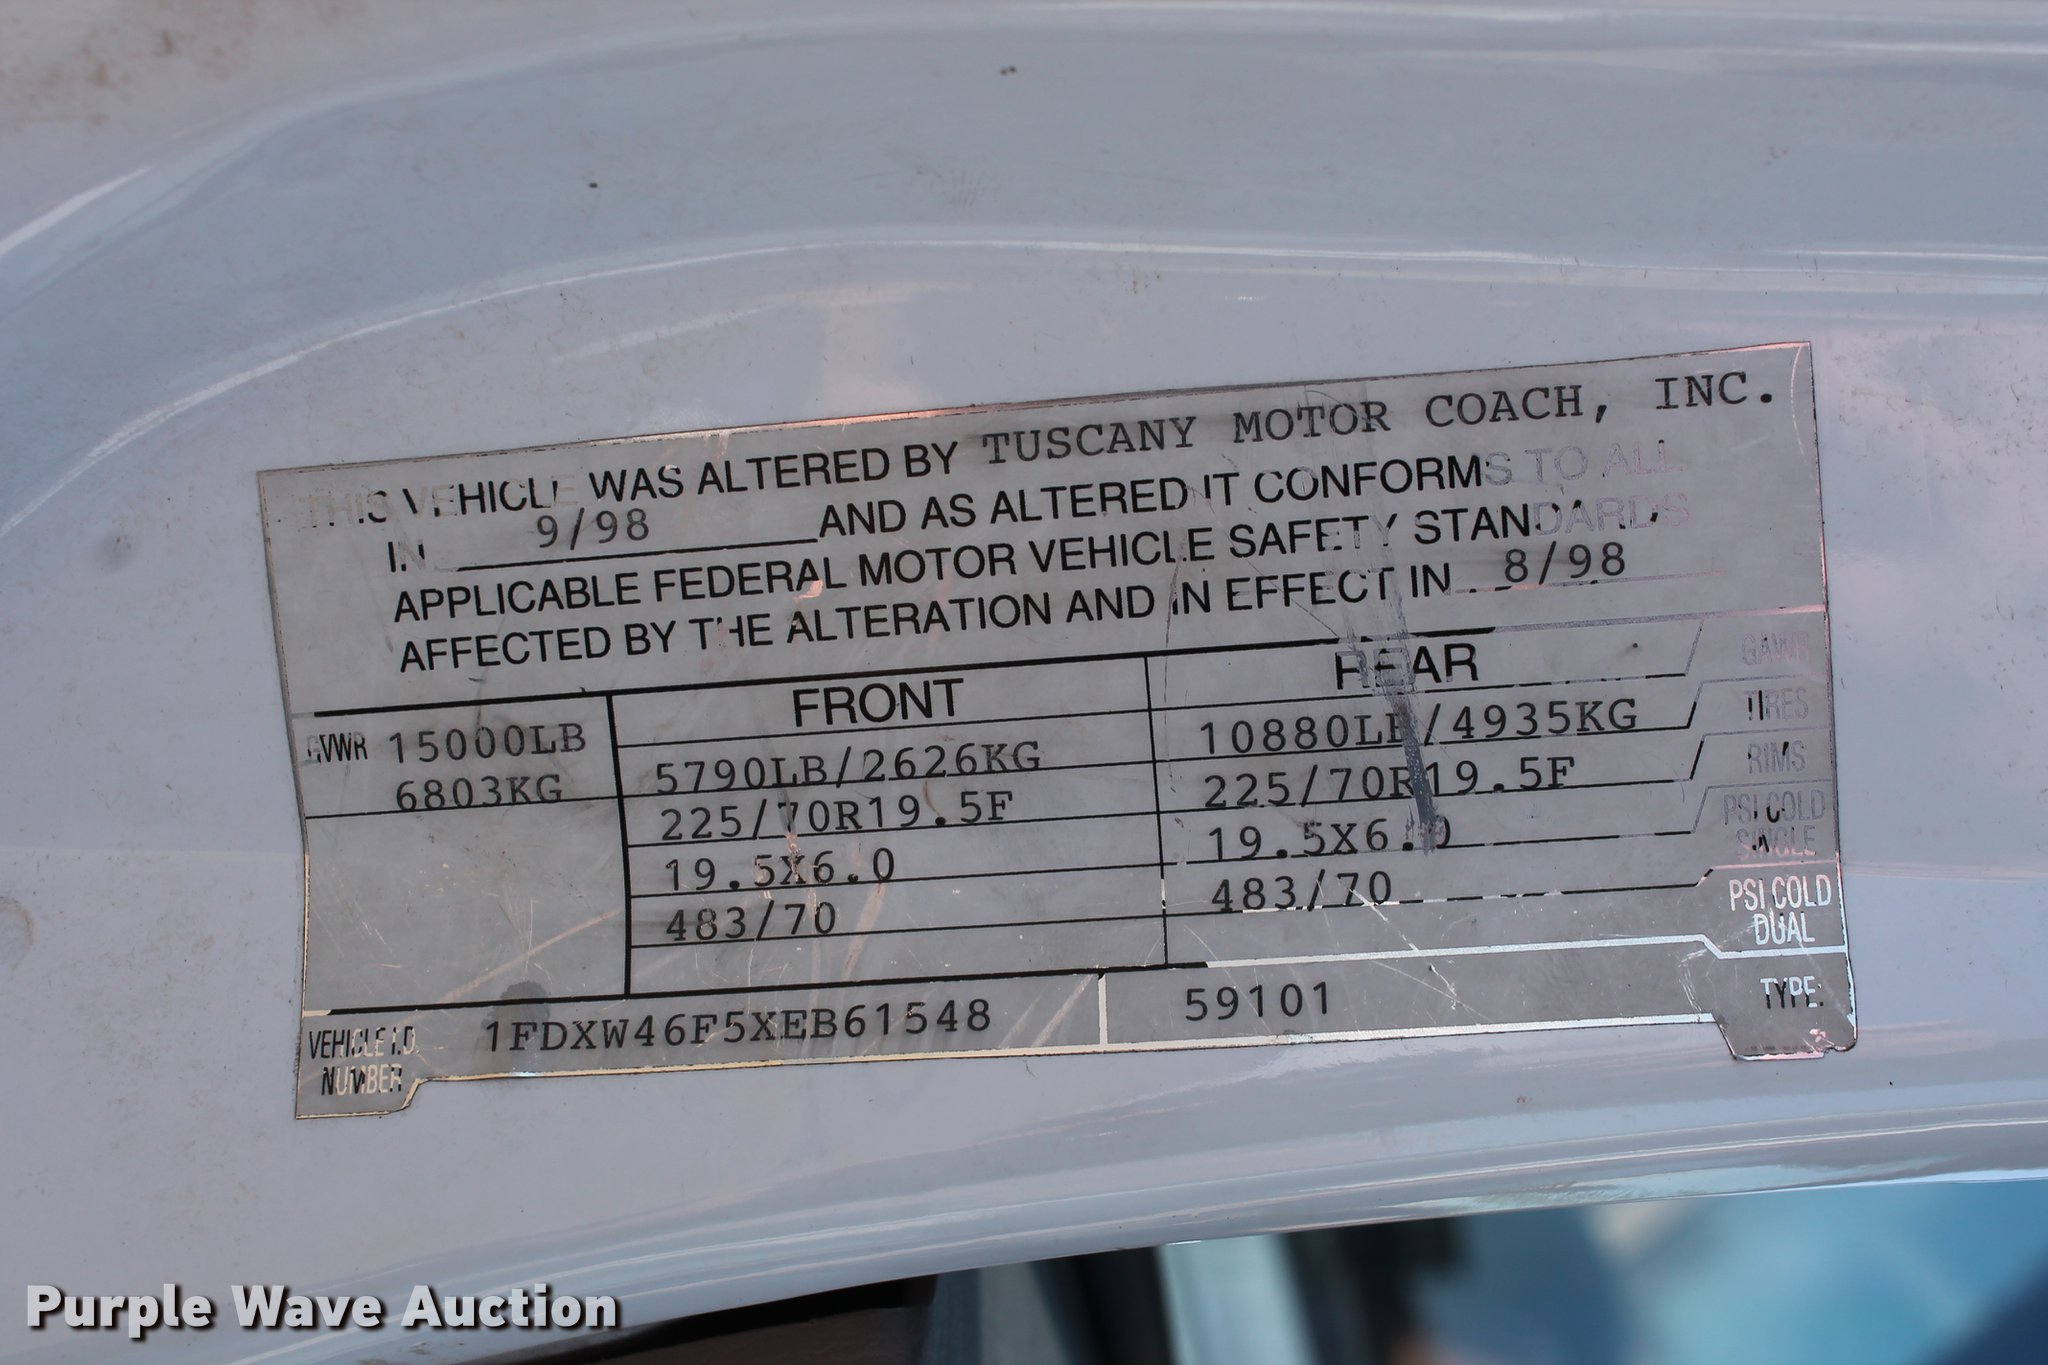 THIS VEHICLE WAS ALTERED BY TUSCANY MOTOR COACH, INC.
IN 9/98 AND AS ALTERED IT CONFORMS TO ALL
APPLICABLE FEDERAL MOTOR VEHICLE SAFETY STANDARDS
AFFECTED BY THE ALTERATION AND IN EFFECT IN 8/98
FRONT REAR GAWR
GVWR 15000LB 5790LB/2626KG 10880LB/4935KG TIRES
6803KG 225/70R19.5F 225/70R19.5F RIMS
19.5X6.0 19.5X6.0 PSI COLD SINGLE
483/70 483/70 PSI COLD DUAL
VEHICLE I.D. NUMBER 1FDXW46F5XEB61548 59101 TYPE:
Purple Wave Auction